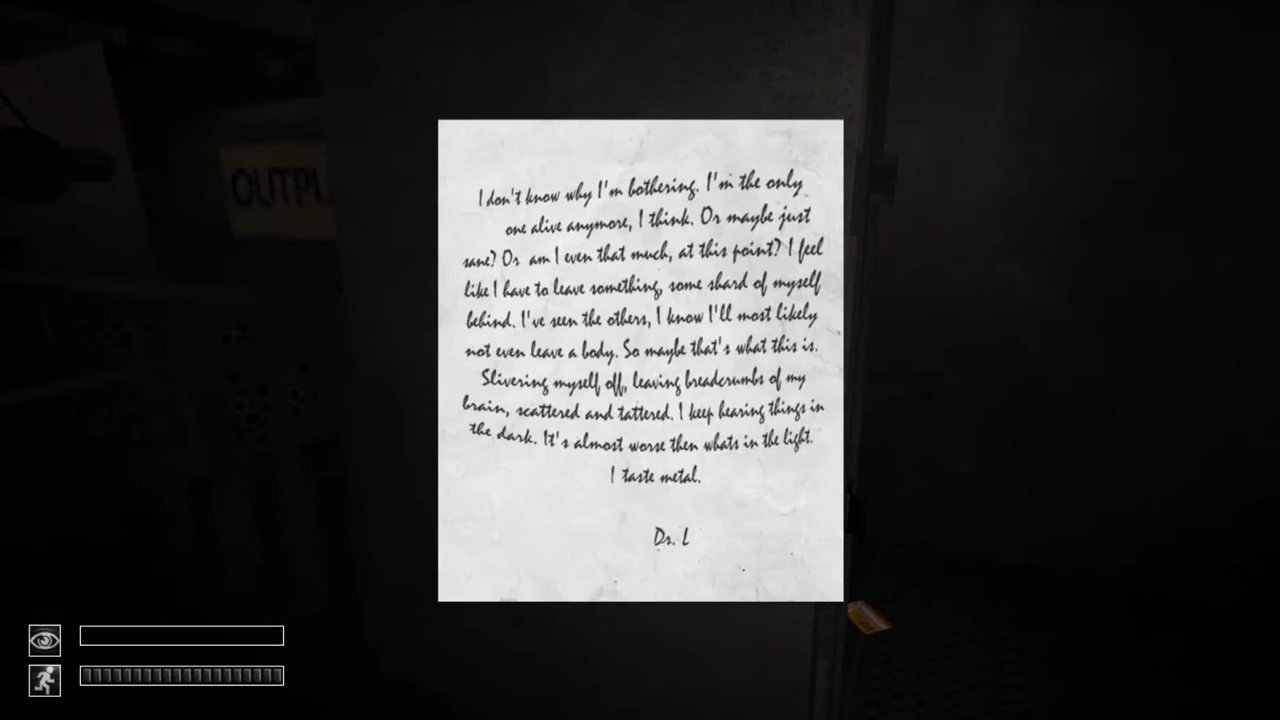 OUTPU
I don't know why I'm bothering. I'm the only
one alive anymore, I think. Or maybe just
sane? Or am I even that much, at this point? I feel
like I have to leave something, some shard of myself
behind. I've seen the others, I know I'll most likely
not even leave a body. So maybe that's what this is.
Slivering myself off, leaving breadcrumbs of my
brain, scattered and tattered. I keep hearing things in
the dark. It's almost worse then whats in the light.
I taste metal.
Dr. L